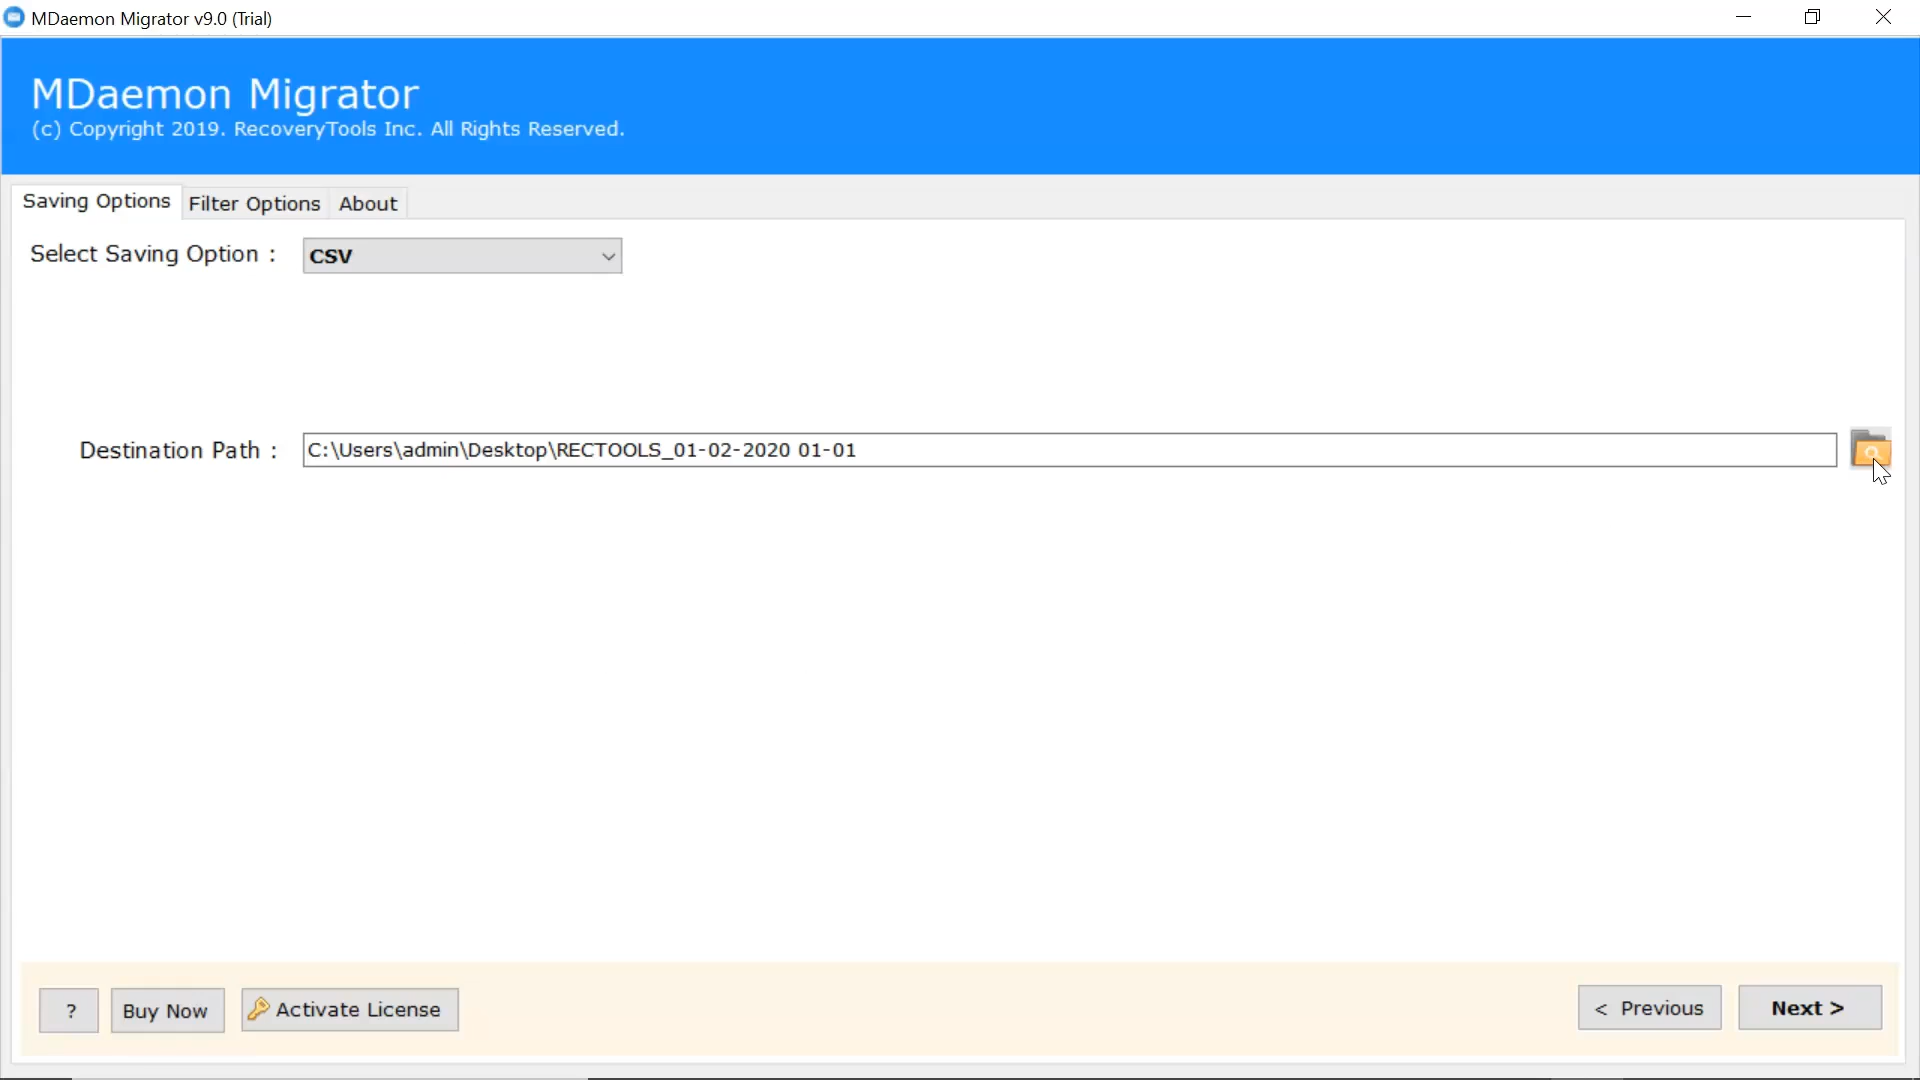 MDaemon Migrator v9.0 (Trial)
MDaemon Migrator
(c) Copyright 2019. RecoveryTools Inc. All Rights Reserved.
Saving Options Filter Options About
Select Saving Option : CSV
Destination Path : C:\Users\admin\Desktop\RECTOOLS_01-02-2020 01-01
? Buy Now Activate License < Previous Next >